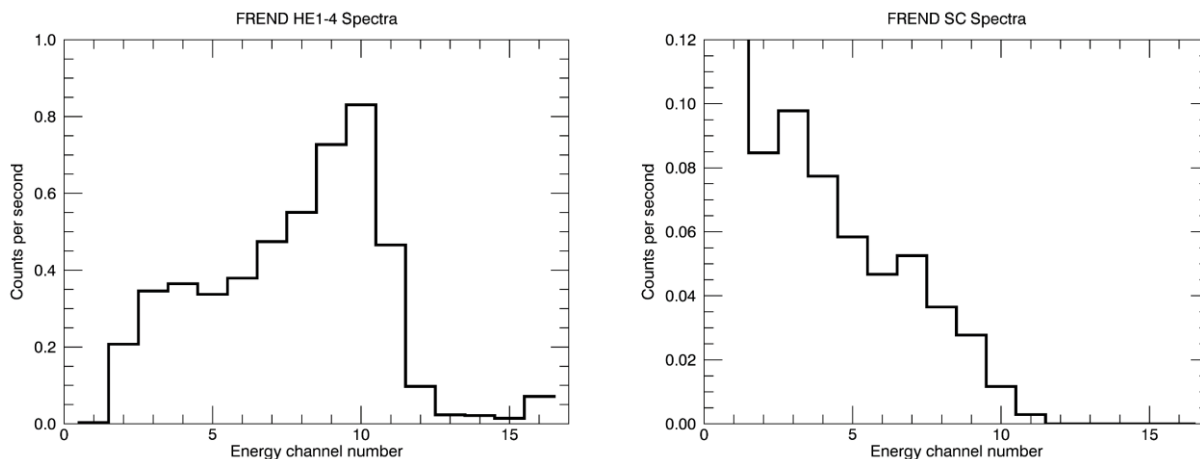 FREND HE1-4 Spectra
1.0
0.8
0.6
0.4
0.2
0.0
Counts per second
0 5 10 15
Energy channel number
FREND SC Spectra
0.12
0.10
0.08
0.06
0.04
0.02
0.00
Counts per second
0 5 10 15
Energy channel number